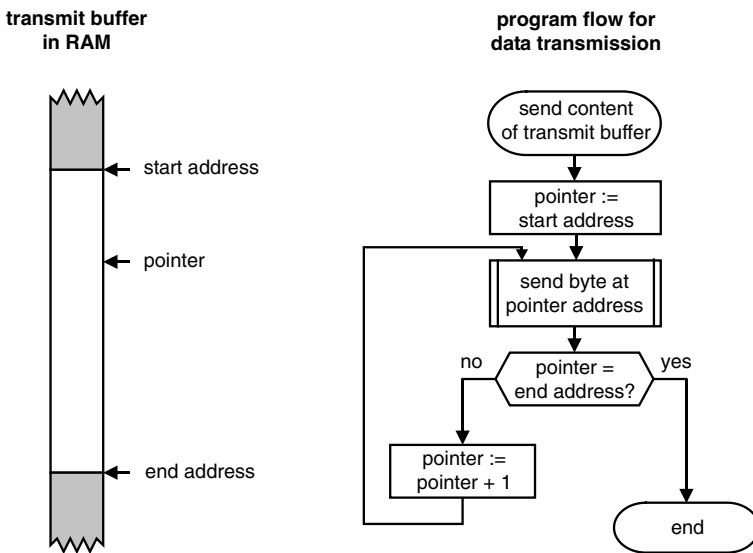 transmit buffer
in RAM
start address
pointer
end address
program flow for
data transmission
send content
of transmit buffer
pointer :=
start address
send byte at
pointer address
pointer =
end address?
no
yes
pointer :=
pointer + 1
end